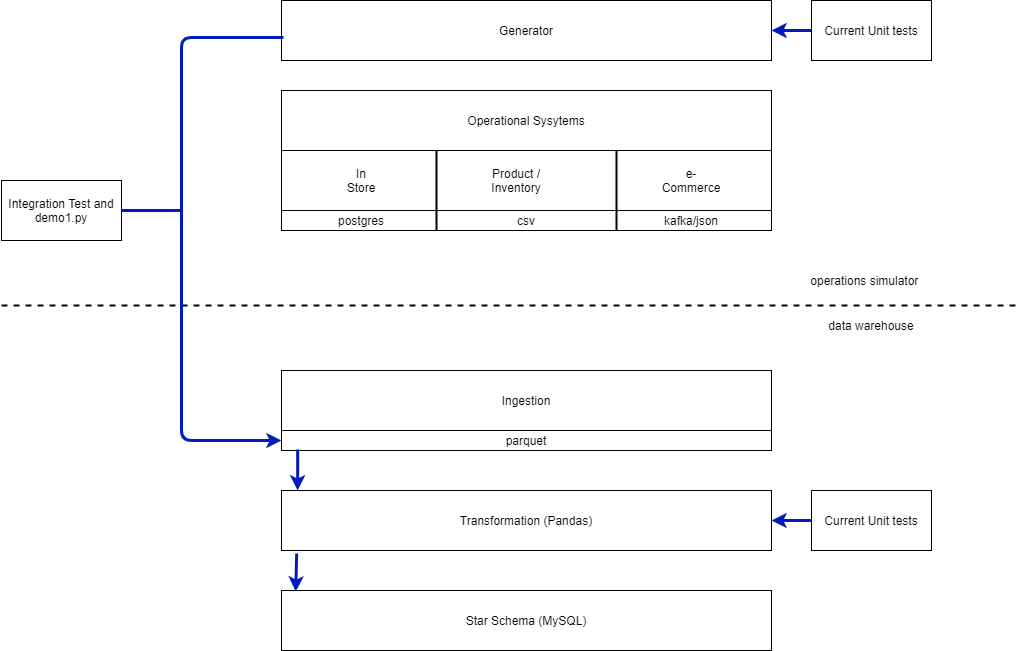 Generator
Current Unit tests
Operational Sysytems
In
Store
Product /
Inventory
e-
Commerce
Integration Test and
demo1.py
postgres
csv
kafka/json
operations simulator
data warehouse
Ingestion
parquet
Transformation (Pandas)
Current Unit tests
Star Schema (MySQL)